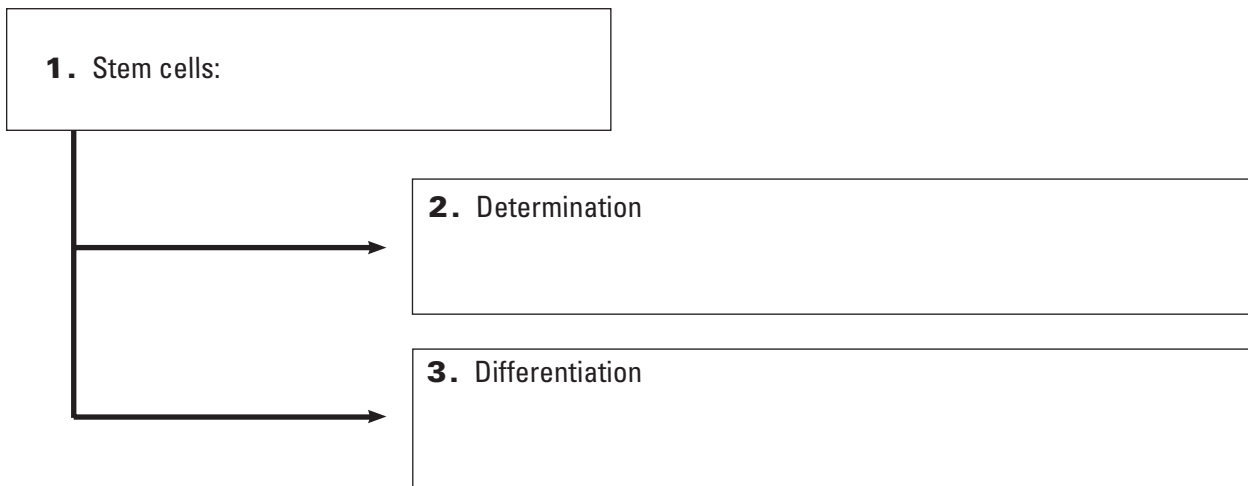 1. Stem cells:
2. Determination
3. Differentiation